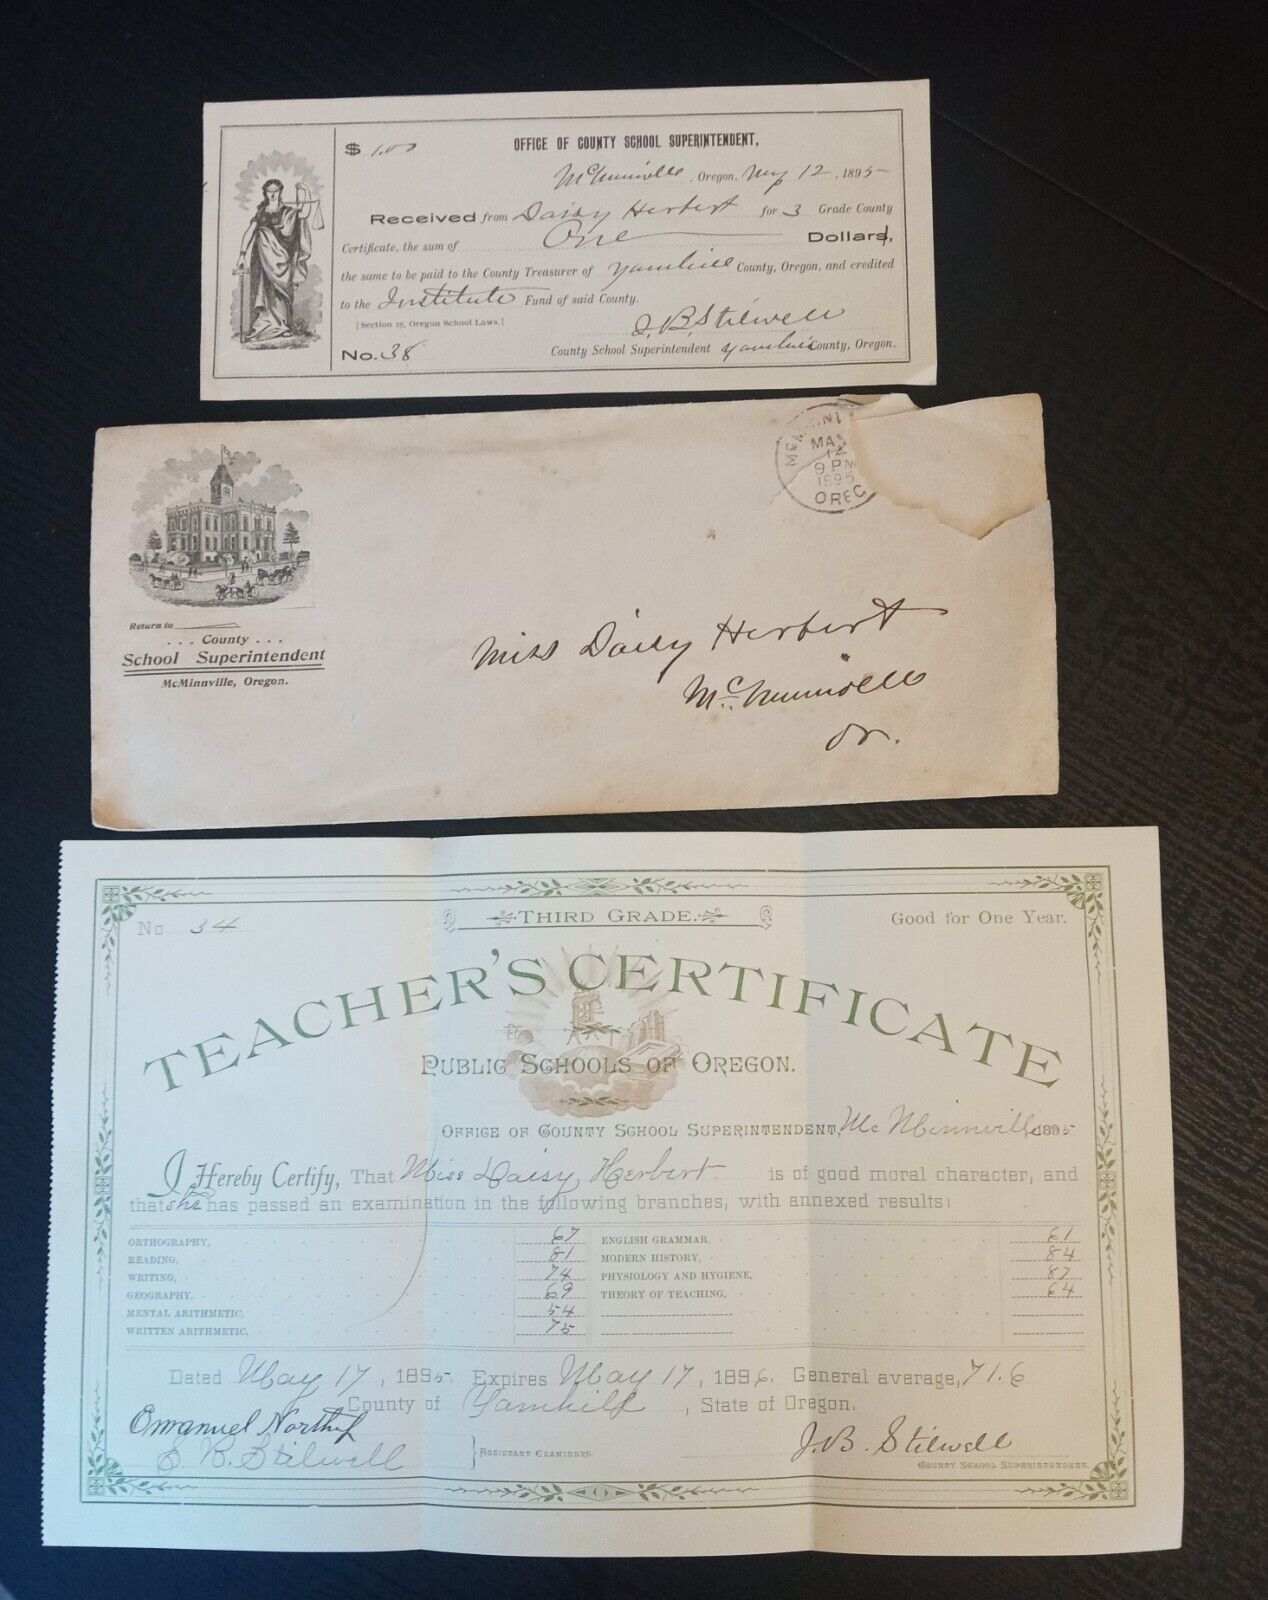 $ 1.00
OFFICE OF COUNTY SCHOOL SUPERINTENDENT,
McMinnville, Oregon, May 12, 1895
Received from Daisy Herbert for 3 Grade County
Certificate, the sum of One Dollar,
the same to be paid to the County Treasurer of Yamhill County, Oregon, and credited
to the Institute Fund of said County.
[Section 25, Oregon School Laws.]
J. B. Stilwell
No. 38
County School Superintendent Yamhill County, Oregon.
MAY
12
9 PM
1895
OREG
Return to
... County ...
School Superintendent
McMinnville, Oregon.
Miss Daisy Herbert
McMinnville
Or.
No 34
THIRD GRADE.
Good for One Year.
TEACHER'S CERTIFICATE
PUBLIC SCHOOLS OF OREGON.
OFFICE OF COUNTY SCHOOL SUPERINTENDENT, McMinnville 1895
I Hereby Certify, That Miss Daisy Herbert is of good moral character, and
that she has passed an examination in the following branches, with annexed results:
ORTHOGRAPHY, 67 ENGLISH GRAMMAR, 61
READING, 81 MODERN HISTORY, 84
WRITING, 74 PHYSIOLOGY AND HYGIENE, 87
GEOGRAPHY, 69 THEORY OF TEACHING, 64
MENTAL ARITHMETIC, 54
WRITTEN ARITHMETIC, 75
Dated May 17, 1895. Expires May 17, 1896. General average, 71.6
County of Yamhill, State of Oregon.
Emanuel Northup
E. B. Stilwell
ASSISTANT EXAMINERS.
J. B. Stilwell
COUNTY SCHOOL SUPERINTENDENT.